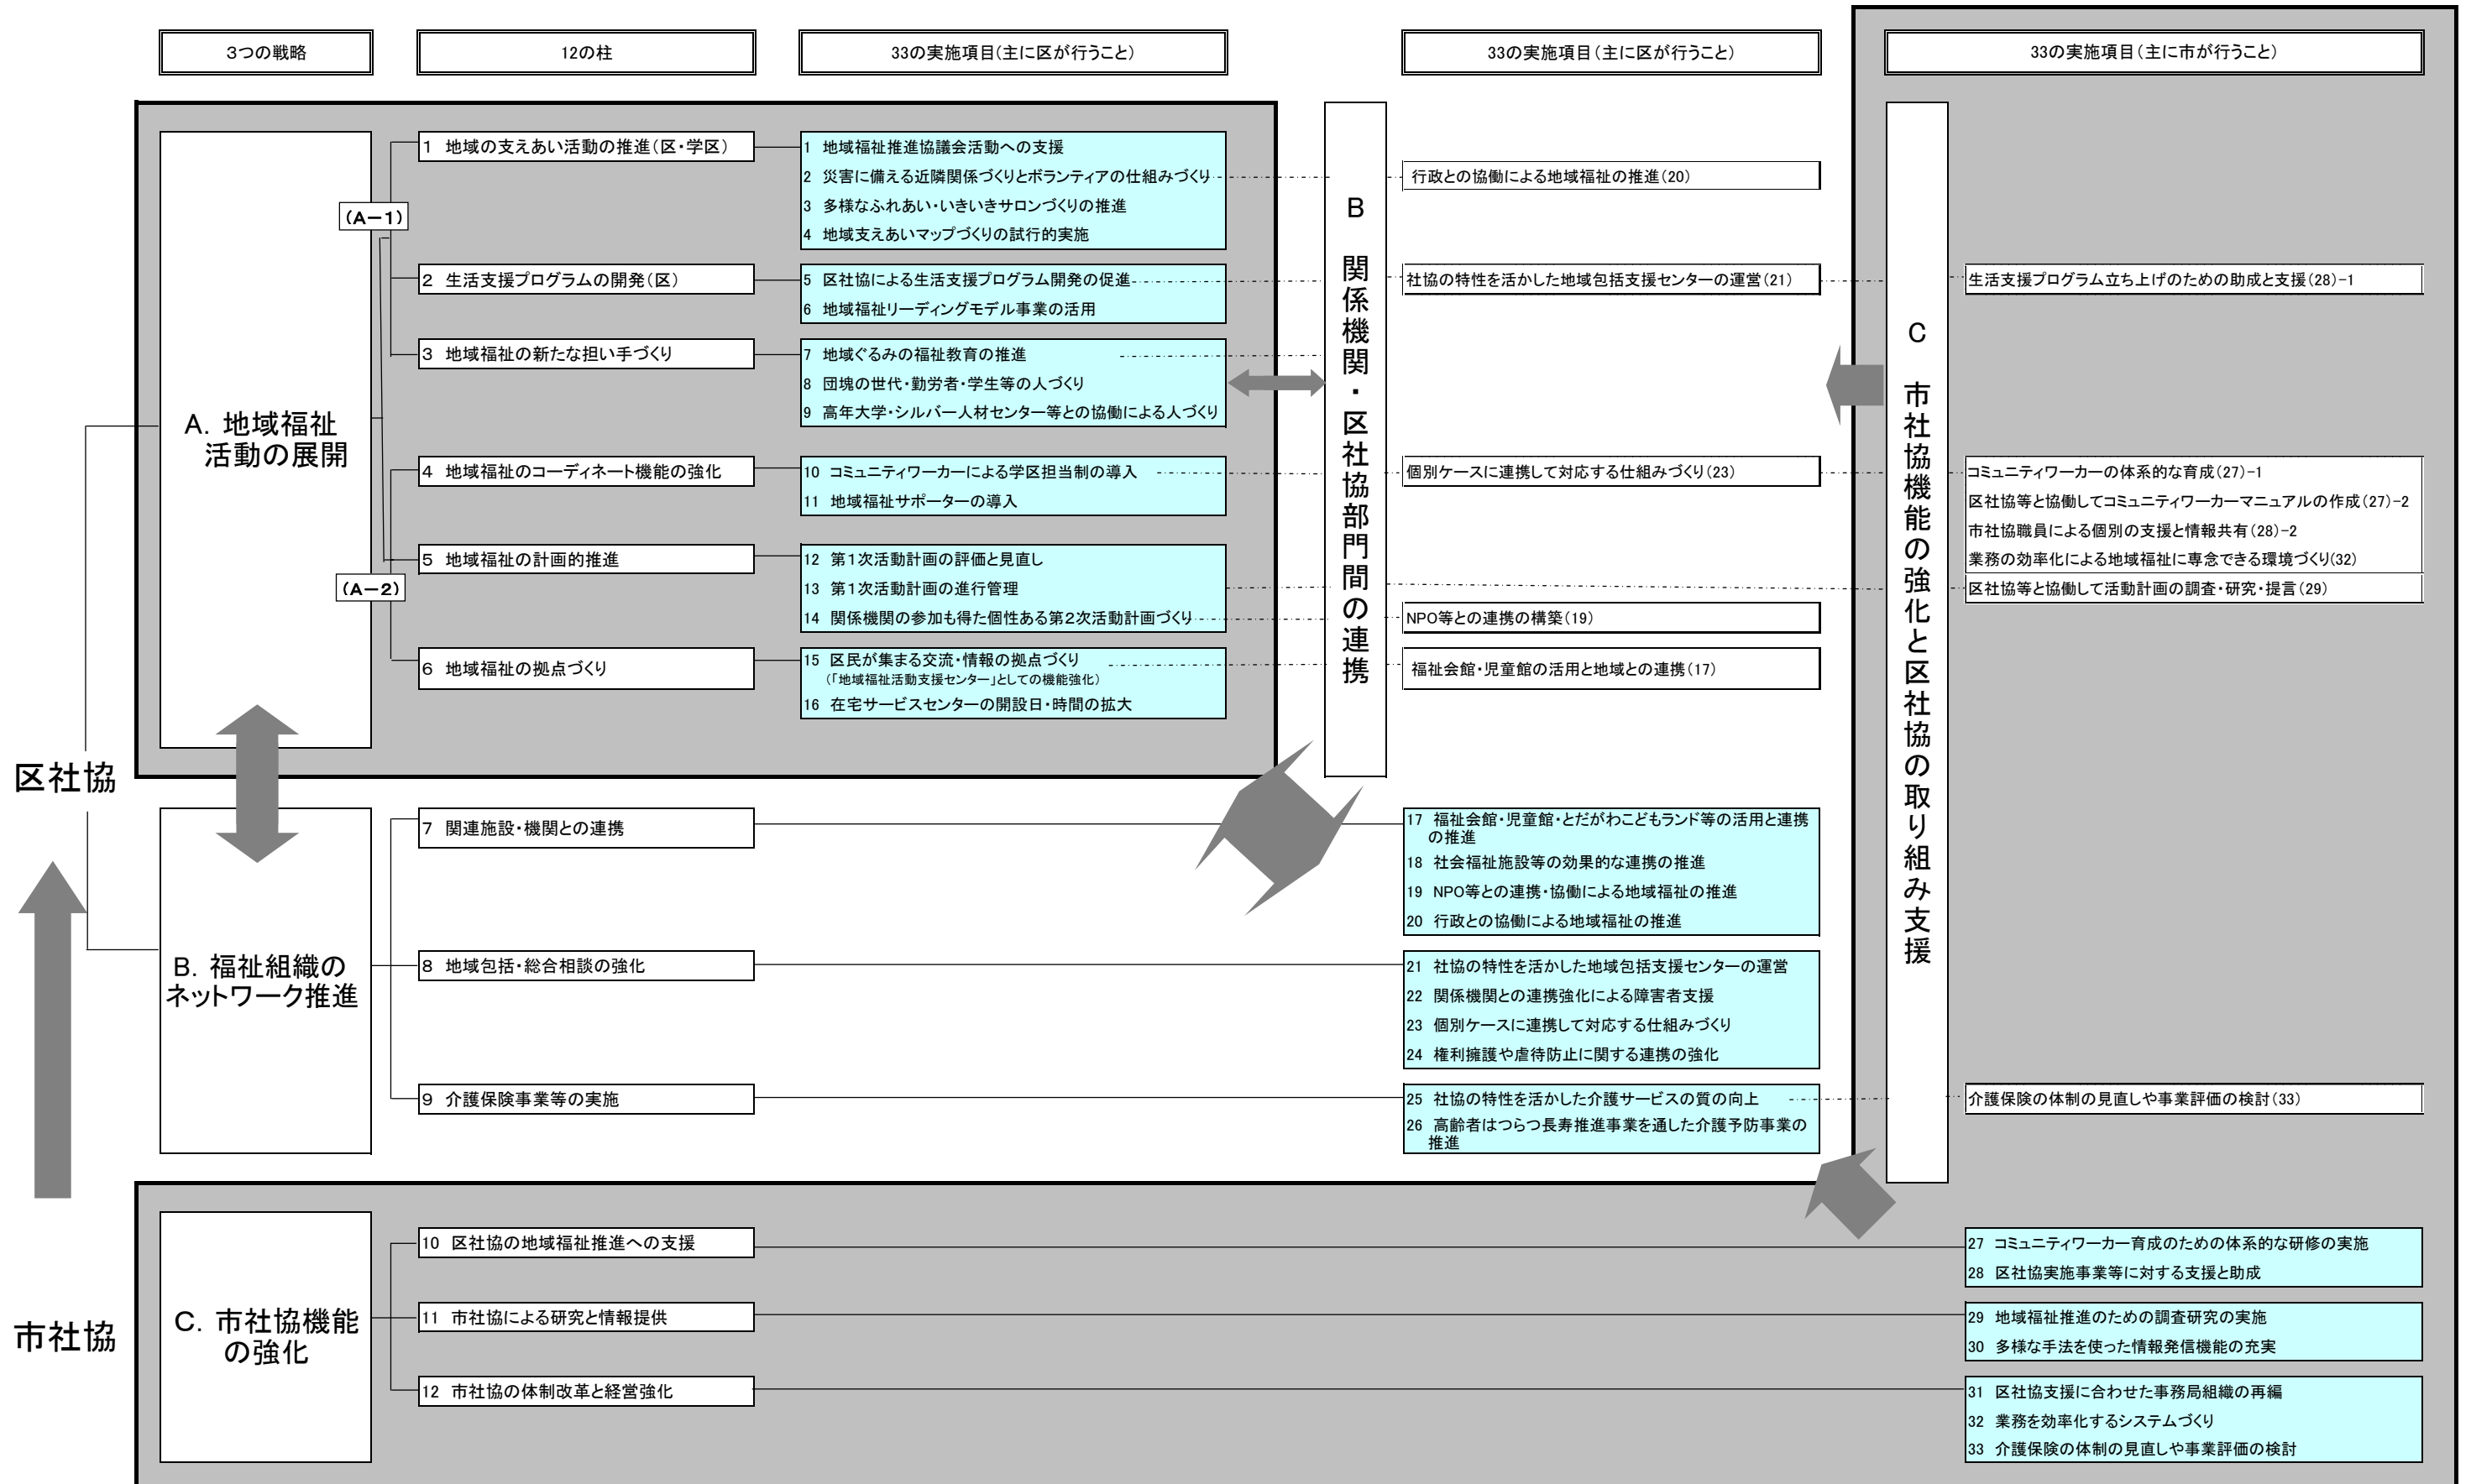 3つの戦略
12の柱
33の実施項目(主に区が行うこと)
33の実施項目(主に区が行うこと)
33の実施項目(主に市が行うこと)
区社協
市社協
A. 地域福祉
活動の展開
(A-1)
(A-2)
1 地域の支えあい活動の推進(区・学区)
1 地域福祉推進協議会活動への支援
2 災害に備える近隣関係づくりとボランティアの仕組みづくり
3 多様なふれあい・いきいきサロンづくりの推進
4 地域支えあいマップづくりの試行的実施
2 生活支援プログラムの開発(区)
5 区社協による生活支援プログラム開発の促進
6 地域福祉リーディングモデル事業の活用
3 地域福祉の新たな担い手づくり
7 地域ぐるみの福祉教育の推進
8 団塊の世代・勤労者・学生等の人づくり
9 高年大学・シルバー人材センター等との協働による人づくり
4 地域福祉のコーディネート機能の強化
10 コミュニティワーカーによる学区担当制の導入
11 地域福祉サポーターの導入
5 地域福祉の計画的推進
12 第1次活動計画の評価と見直し
13 第1次活動計画の進行管理
14 関係機関の参加も得た個性ある第2次活動計画づくり
6 地域福祉の拠点づくり
15 区民が集まる交流・情報の拠点づくり
(「地域福祉活動支援センター」としての機能強化)
16 在宅サービスセンターの開設日・時間の拡大
B 関係機関・区社協部門間の連携
行政との協働による地域福祉の推進(20)
社協の特性を活かした地域包括支援センターの運営(21)
個別ケースに連携して対応する仕組みづくり(23)
NPO等との連携の構築(19)
福祉会館・児童館の活用と地域との連携(17)
C 市社協機能の強化と区社協の取り組み支援
生活支援プログラム立ち上げのための助成と支援(28)-1
コミュニティワーカーの体系的な育成(27)-1
区社協等と協働してコミュニティワーカーマニュアルの作成(27)-2
市社協職員による個別の支援と情報共有(28)-2
業務の効率化による地域福祉に専念できる環境づくり(32)
区社協等と協働して活動計画の調査・研究・提言(29)
介護保険の体制の見直しや事業評価の検討(33)
B. 福祉組織の
ネットワーク推進
7 関連施設・機関との連携
17 福祉会館・児童館・とだがわこどもランド等の活用と連携
の推進
18 社会福祉施設等の効果的な連携の推進
19 NPO等との連携・協働による地域福祉の推進
20 行政との協働による地域福祉の推進
8 地域包括・総合相談の強化
21 社協の特性を活かした地域包括支援センターの運営
22 関係機関との連携強化による障害者支援
23 個別ケースに連携して対応する仕組みづくり
24 権利擁護や虐待防止に関する連携の強化
9 介護保険事業等の実施
25 社協の特性を活かした介護サービスの質の向上
26 高齢者はつらつ長寿推進事業を通した介護予防事業の
推進
C. 市社協機能
の強化
10 区社協の地域福祉推進への支援
27 コミュニティワーカー育成のための体系的な研修の実施
28 区社協実施事業等に対する支援と助成
11 市社協による研究と情報提供
29 地域福祉推進のための調査研究の実施
30 多様な手法を使った情報発信機能の充実
12 市社協の体制改革と経営強化
31 区社協支援に合わせた事務局組織の再編
32 業務を効率化するシステムづくり
33 介護保険の体制の見直しや事業評価の検討